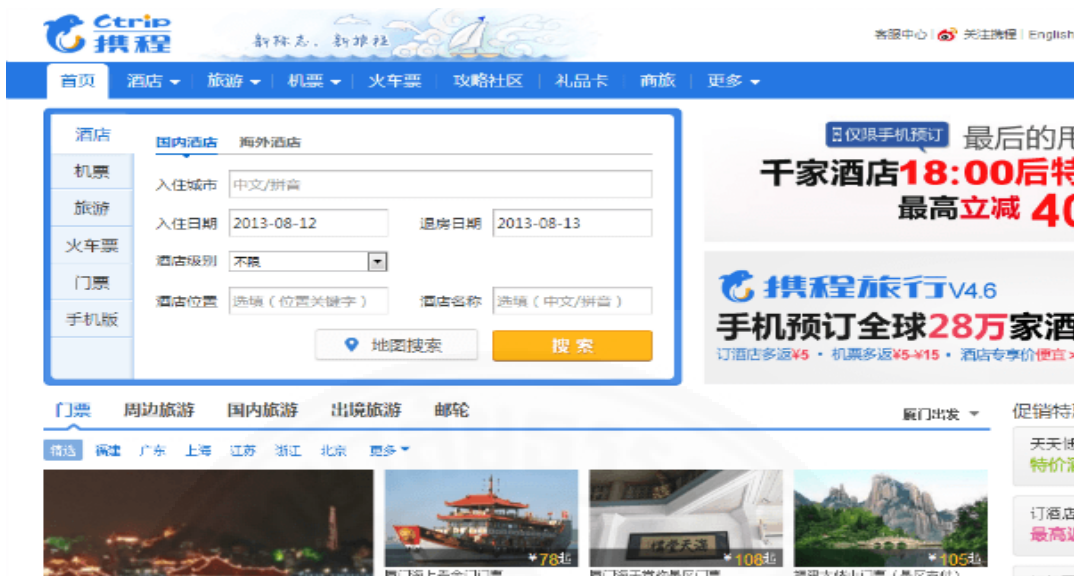 Ctrip
携程
客服中心 | 关注携程 | English
首页 酒店 旅游 机票 火车票 攻略社区 礼品卡 商旅 更多
酒店
机票
旅游
火车票
门票
手机版
国内酒店 海外酒店
入住城市 中文/拼音
入住日期 2013-08-12 退房日期 2013-08-13
酒店级别 不限
酒店位置 选填(位置关键字) 酒店名称 选填(中文/拼音)
地图搜索 搜索
仅限手机预订 最后的用
千家酒店18:00后特
最高立减 40
携程旅行V4.6
手机预订全球28万家酒
订酒店多返¥5·机票多返¥5-¥15·酒店专享价便宜>
门票 周边旅游 国内旅游 出境旅游 邮轮 厦门出发
精选 福建 广东 上海 江苏 浙江 北京 更多
促销特
天天
特价
订酒店
最高
¥78起
¥108起
¥105起